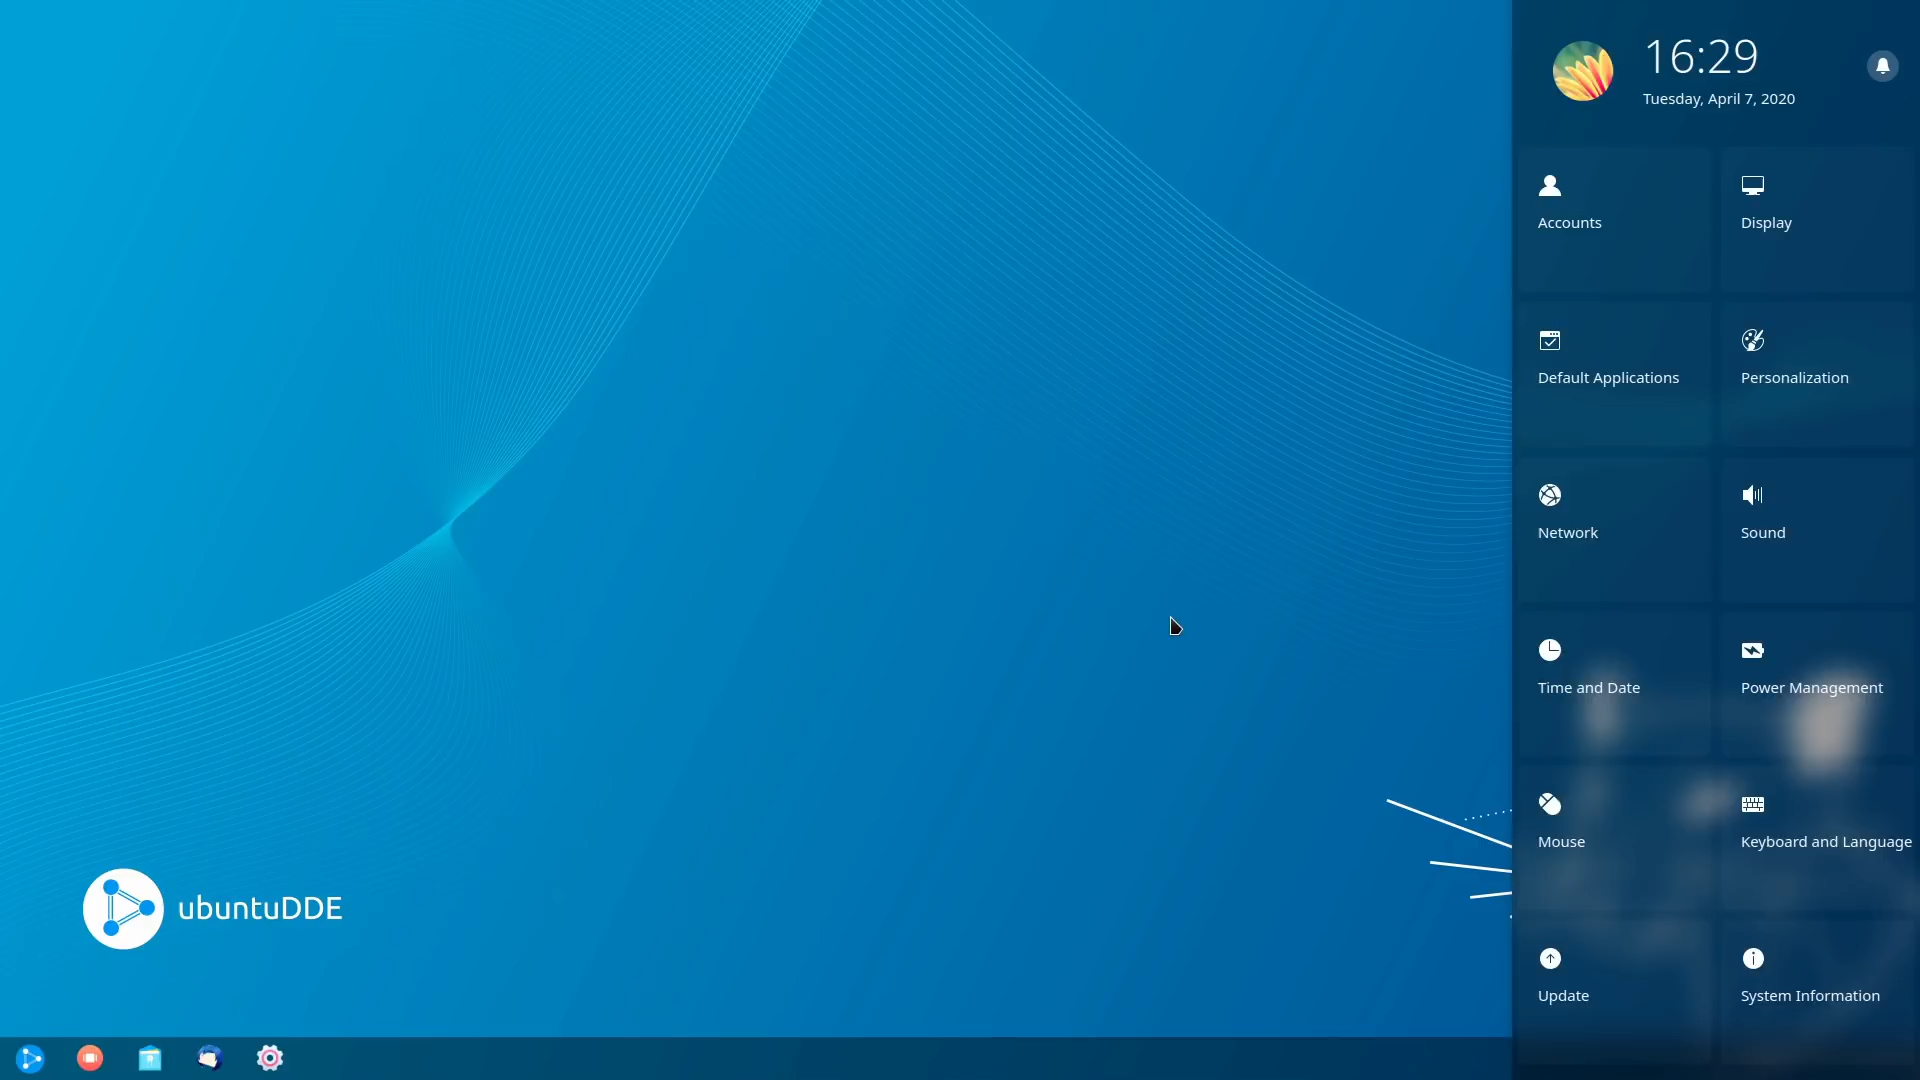 16:29
Tuesday, April 7, 2020
Accounts
Display
Default Applications
Personalization
Network
Sound
Time and Date
Power Management
Mouse
Keyboard and Language
Update
System Information
ubuntuDDE